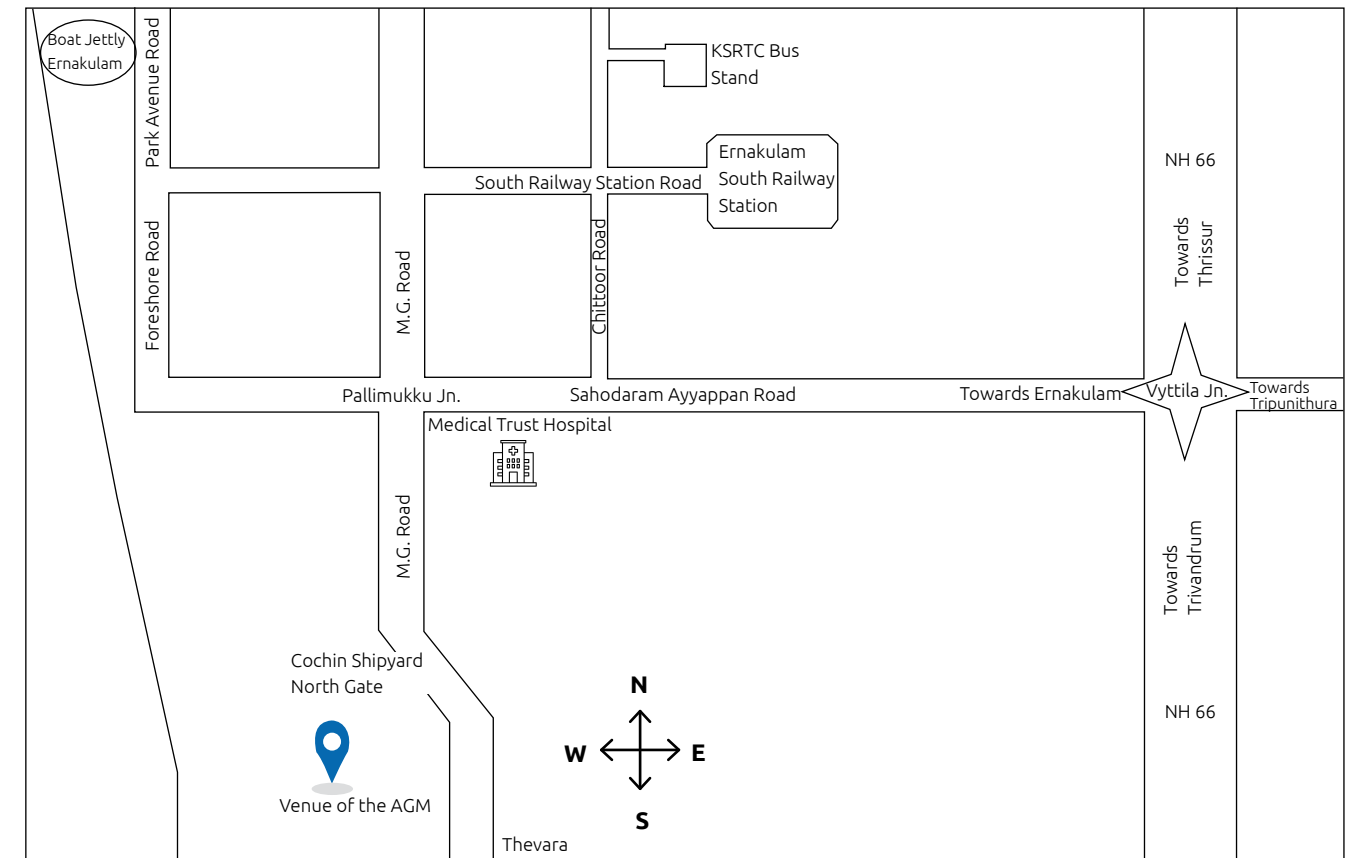 Boat Jettly
Ernakulam
Park Avenue Road
KSRTC Bus
Stand
NH 66
Ernakulam
South Railway
Station
South Railway Station Road
Foreshore Road
M.G. Road
Chittoor Road
Towards
Thrissur
Pallimukku Jn.
Sahodaram Ayyappan Road
Towards Ernakulam
Vyttila Jn.
Towards
Tripunithura
Medical Trust Hospital
M.G. Road
Towards
Trivandrum
Cochin Shipyard
North Gate
N
W
E
S
NH 66
Venue of the AGM
Thevara